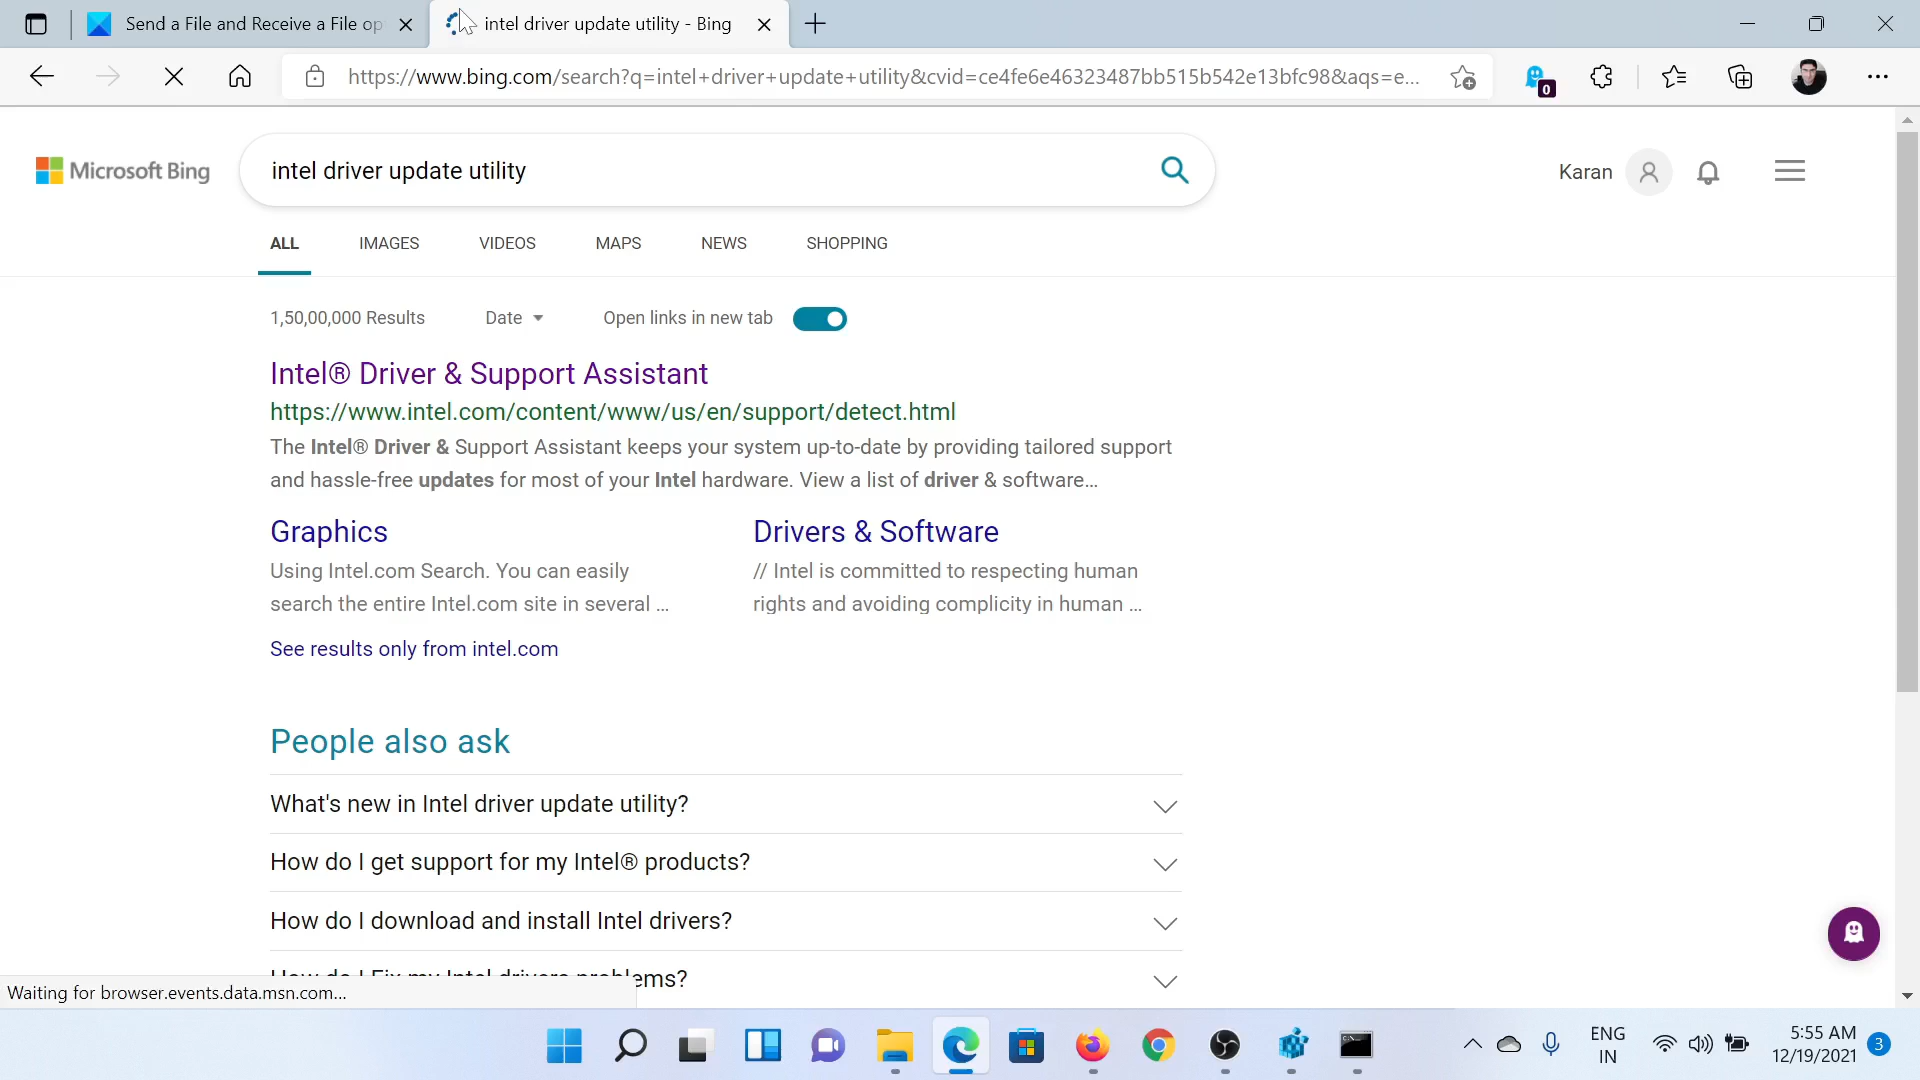 Send a File and Receive a File op
intel driver update utility - Bing
https://www.bing.com/search?q=intel+driver+update+utility&cvid=ce4fe6e46323487bb515b542e13bfc98&aqs=e...
0
Microsoft Bing
intel driver update utility
Karan
ALL IMAGES VIDEOS MAPS NEWS SHOPPING
1,50,00,000 Results Date Open links in new tab
Intel® Driver & Support Assistant
https://www.intel.com/content/www/us/en/support/detect.html
The Intel® Driver & Support Assistant keeps your system up-to-date by providing tailored support
and hassle-free updates for most of your Intel hardware. View a list of driver & software...
Graphics
Using Intel.com Search. You can easily
search the entire Intel.com site in several ...
Drivers & Software
// Intel is committed to respecting human
rights and avoiding complicity in human ...
See results only from intel.com
People also ask
What's new in Intel driver update utility?
How do I get support for my Intel® products?
How do I download and install Intel drivers?
How do I Fix my Intel drivers problems?
Waiting for browser.events.data.msn.com...
ENG
IN
5:55 AM
12/19/2021
3